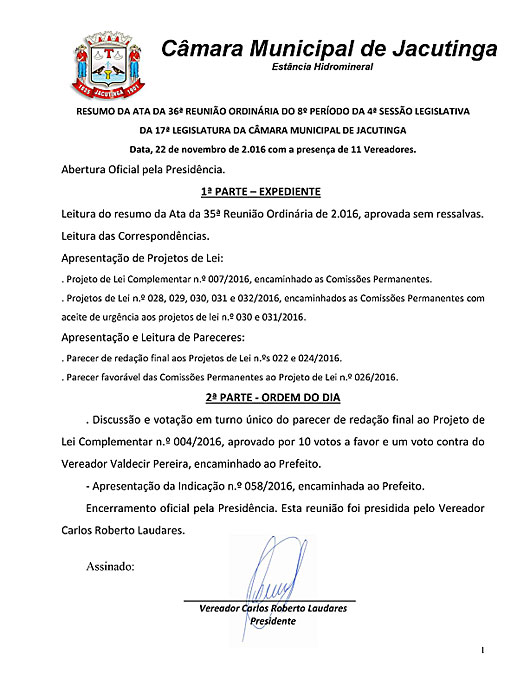 Câmara Municipal de Jacutinga
Estância Hidromineral
1835 JACUTINGA 1901
RESUMO DA ATA DA 36ª REUNIÃO ORDINÁRIA DO 8º PERÍODO DA 4ª SESSÃO LEGISLATIVA
DA 17ª LEGISLATURA DA CÂMARA MUNICIPAL DE JACUTINGA
Data, 22 de novembro de 2.016 com a presença de 11 Vereadores.
Abertura Oficial pela Presidência.
1ª PARTE – EXPEDIENTE
Leitura do resumo da Ata da 35ª Reunião Ordinária de 2.016, aprovada sem ressalvas.
Leitura das Correspondências.
Apresentação de Projetos de Lei:
. Projeto de Lei Complementar n.º 007/2016, encaminhado as Comissões Permanentes.
. Projetos de Lei n.º 028, 029, 030, 031 e 032/2016, encaminhados as Comissões Permanentes com
aceite de urgência aos projetos de lei n.º 030 e 031/2016.
Apresentação e Leitura de Pareceres:
. Parecer de redação final aos Projetos de Lei n.ºs 022 e 024/2016.
. Parecer favorável das Comissões Permanentes ao Projeto de Lei n.º 026/2016.
2ª PARTE - ORDEM DO DIA
. Discussão e votação em turno único do parecer de redação final ao Projeto de
Lei Complementar n.º 004/2016, aprovado por 10 votos a favor e um voto contra do
Vereador Valdecir Pereira, encaminhado ao Prefeito.
- Apresentação da Indicação n.º 058/2016, encaminhada ao Prefeito.
Encerramento oficial pela Presidência. Esta reunião foi presidida pelo Vereador
Carlos Roberto Laudares.
Assinado:
Vereador Carlos Roberto Laudares
Presidente
1